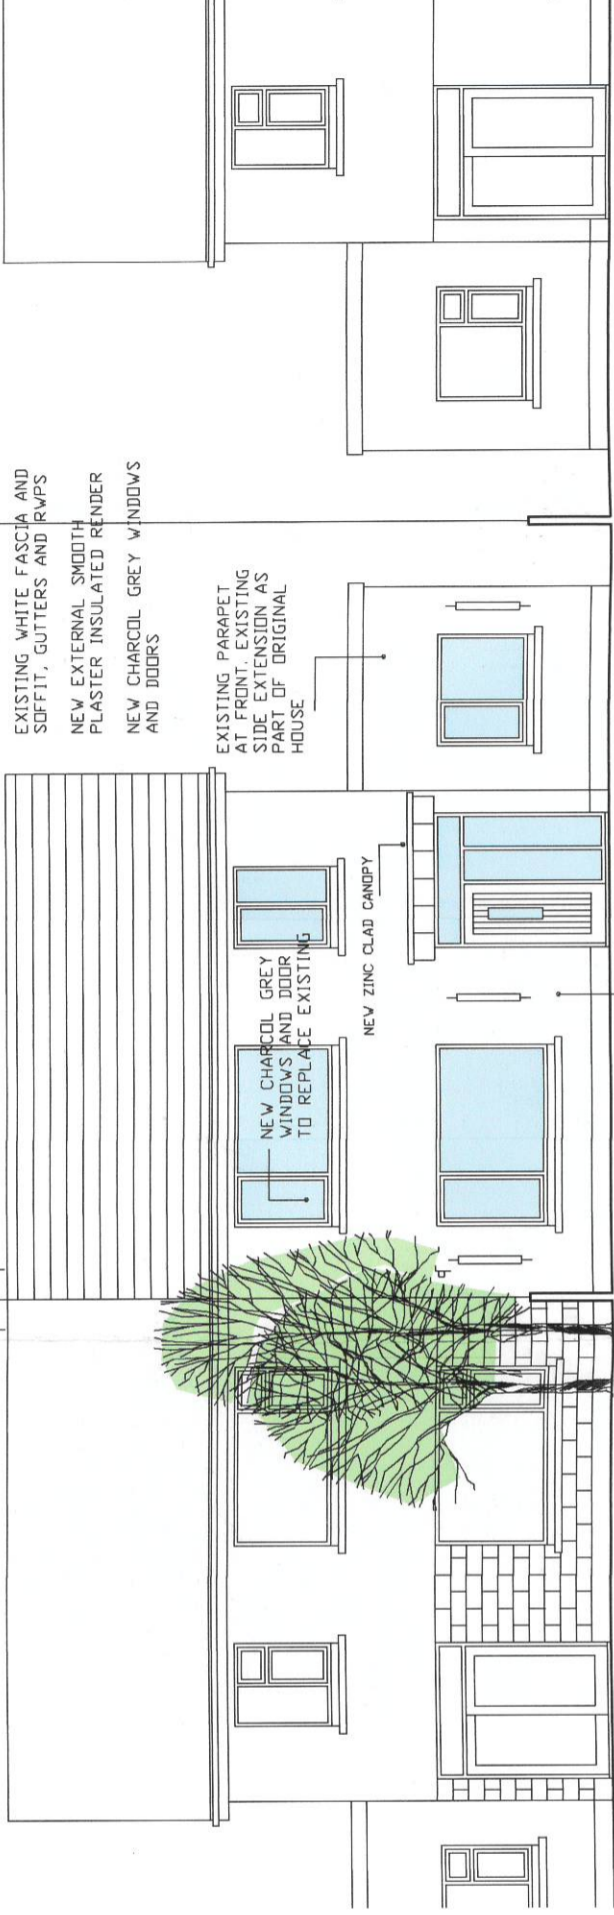 EXISTING WHITE FASCIA AND
SOFFIT, GUTTERS AND RWPS
NEW EXTERNAL SMOOTH
PLASTER INSULATED RENDER
NEW CHARCOL GREY WINDOWS
AND DOORS
EXISTING PARAPET
AT FRONT. EXISTING
SIDE EXTENSION AS
PART OF ORIGINAL
HOUSE
NEW CHARCOL GREY
WINDOWS AND DOOR
TO REPLACE EXISTING
NEW ZINC CLAD CANOPY